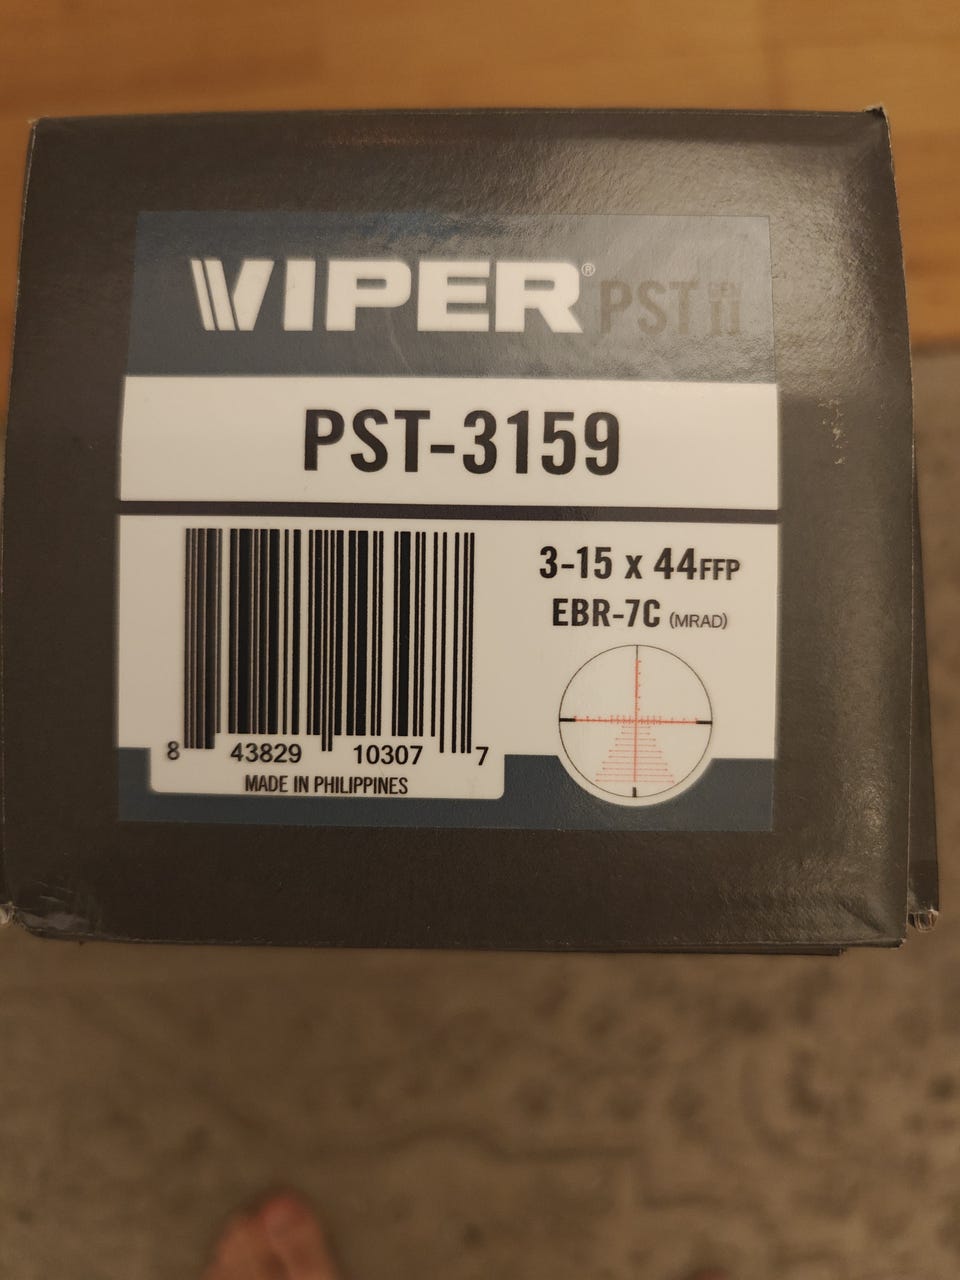 VIPER® PST GEN II
PST-3159
3-15 x 44FFP
EBR-7C (MRAD)
8 43829 10307 7
MADE IN PHILIPPINES